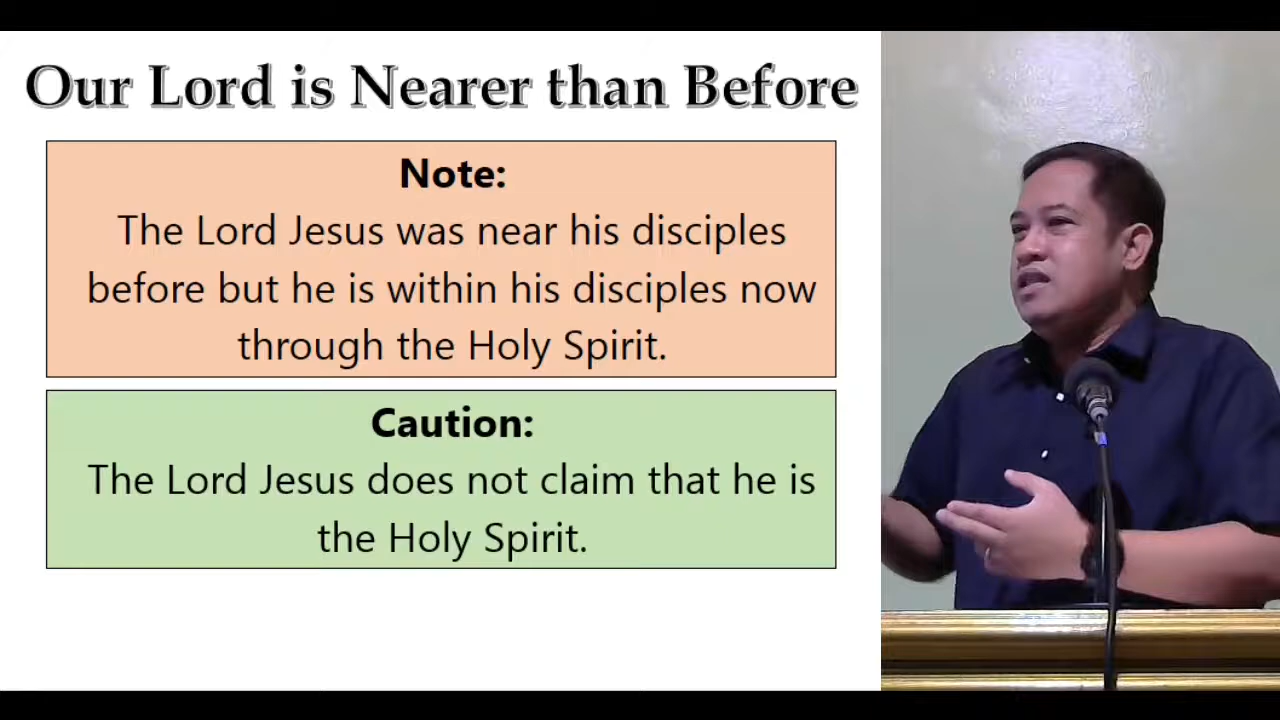 Our Lord is Nearer than Before
Note:
The Lord Jesus was near his disciples
before but he is within his disciples now
through the Holy Spirit.
Caution:
The Lord Jesus does not claim that he is
the Holy Spirit.